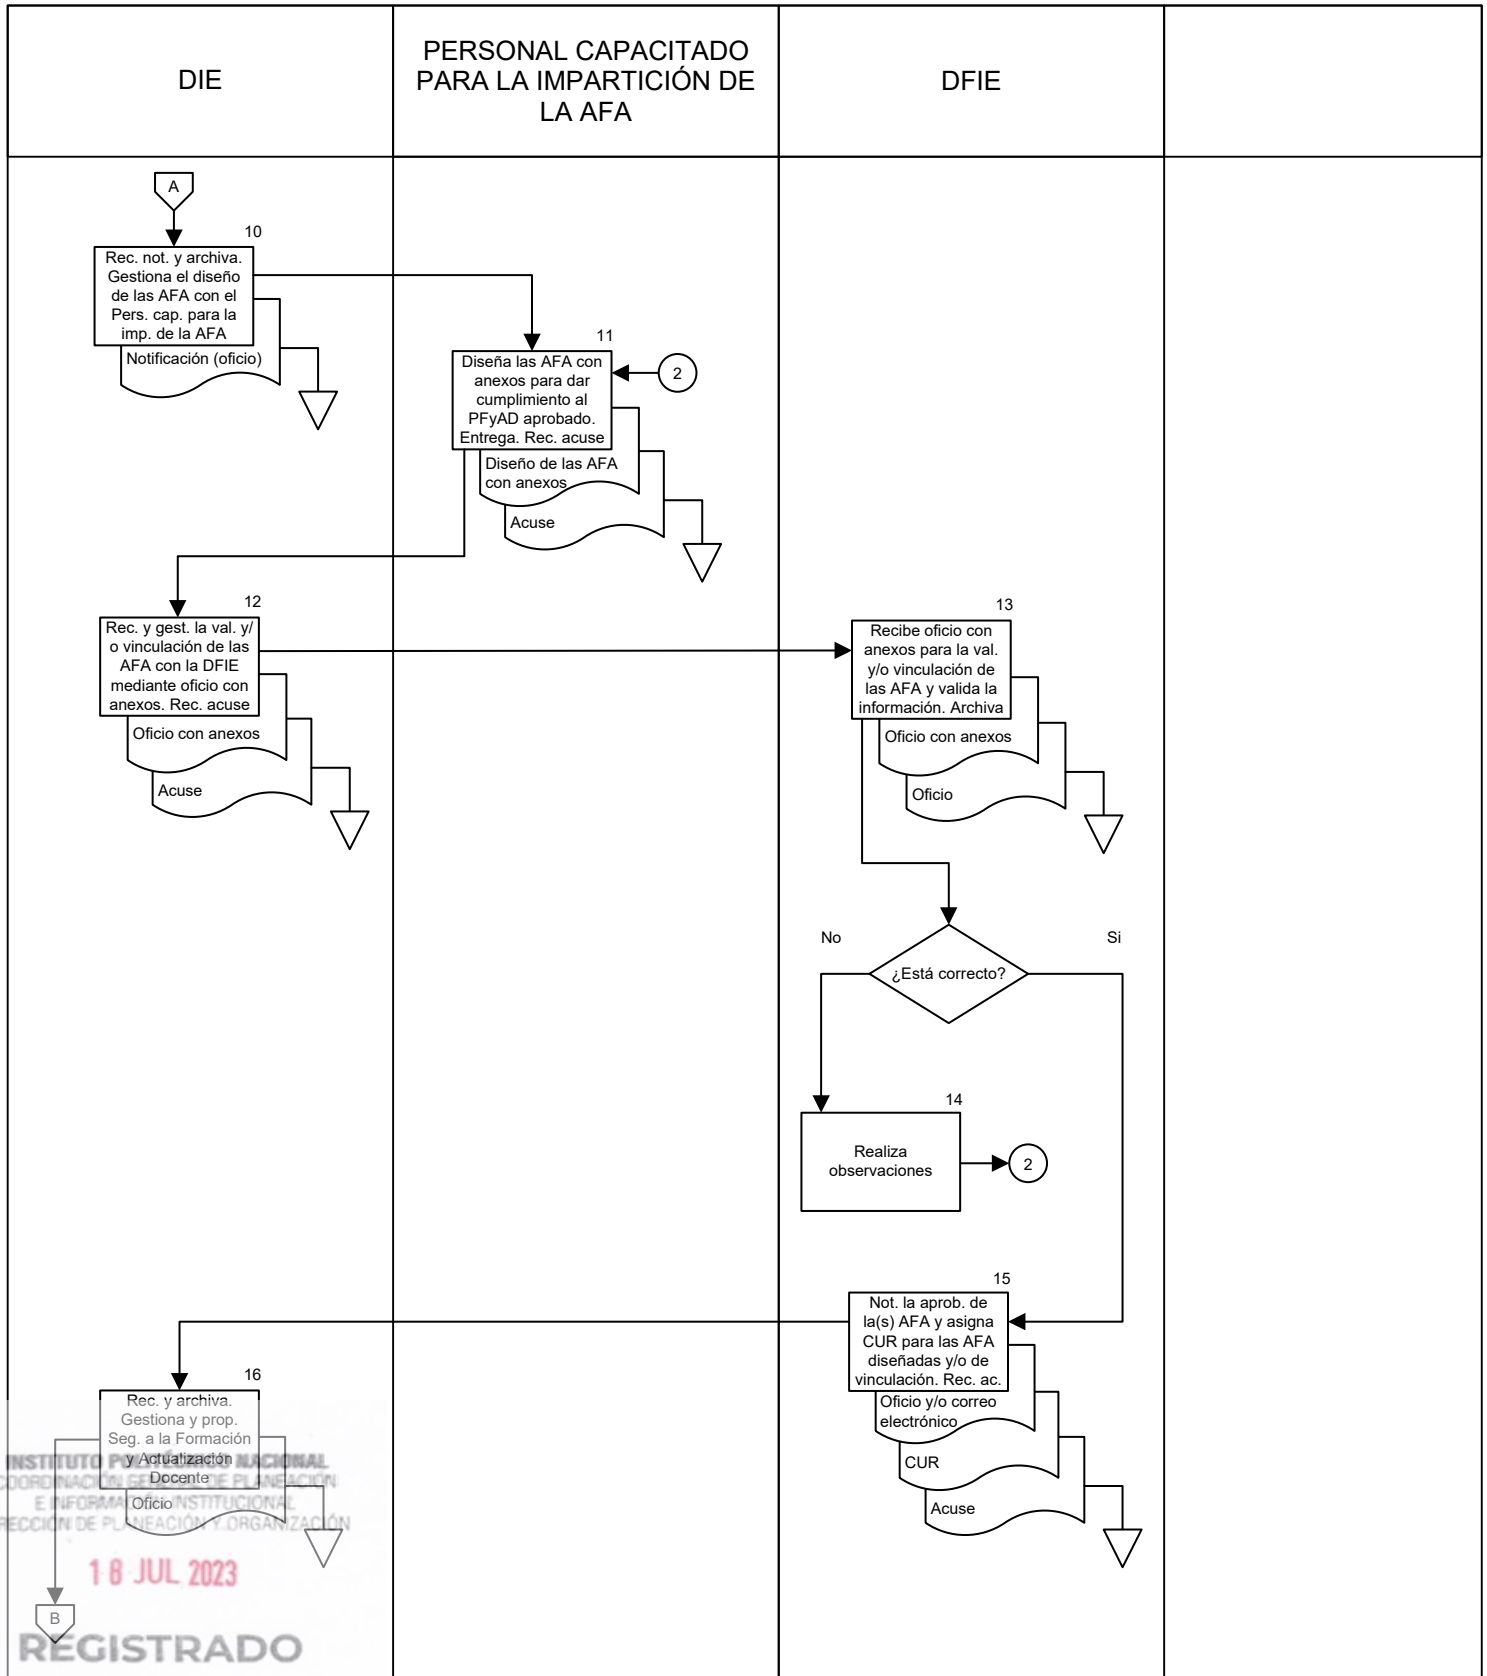 DIE
PERSONAL CAPACITADO
PARA LA IMPARTICIÓN DE
LA AFA
DFIE
A
10
Rec. not. y archiva.
Gestiona el diseño
de las AFA con el
Pers. cap. para la
imp. de la AFA
Notificación (oficio)
11
Diseña las AFA con
anexos para dar
cumplimiento al
PFyAD aprobado.
Entrega. Rec. acuse
2
Diseño de las AFA
con anexos
Acuse
12
Rec. y gest. la val. y/
o vinculación de las
AFA con la DFIE
mediante oficio con
anexos. Rec. acuse
Oficio con anexos
Acuse
13
Recibe oficio con
anexos para la val.
y/o vinculación de
las AFA y valida la
información. Archiva
Oficio con anexos
Oficio
No
Si
¿Está correcto?
14
Realiza
observaciones
2
15
Not. la aprob. de
la(s) AFA y asigna
CUR para las AFA
diseñadas y/o de
vinculación. Rec. ac.
Oficio y/o correo
electrónico
CUR
Acuse
16
Rec. y archiva.
Gestiona y prop.
Seg. a la Formación
y Actualización
Docente
Oficio
B
INSTITUTO POLITÉCNICO NACIONAL
COORDINACIÓN GENERAL DE PLANEACIÓN
E INFORMACIÓN INSTITUCIONAL
DE PLANEACIÓN Y ORGANIZACIÓN
18 JUL 2023
REGISTRADO